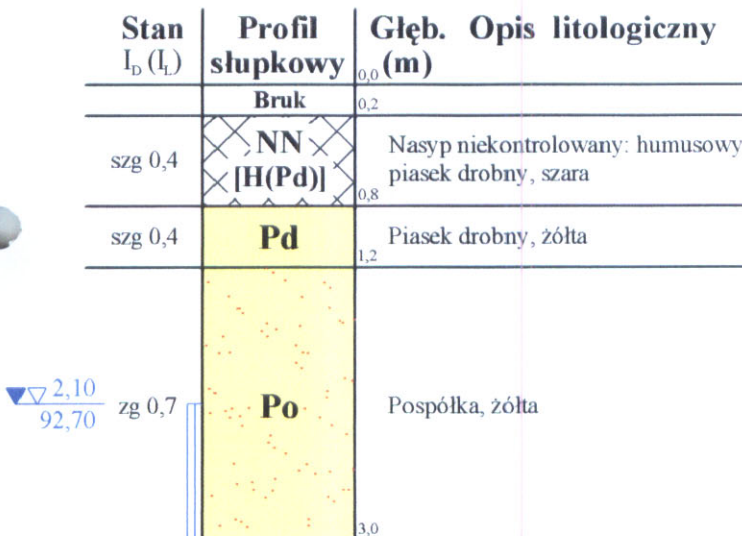 Stan Profil Głęb. Opis litologiczny
I_D (I_L) słupkowy 0,0 (m)
Bruk 0,2
szg 0,4 NN [H(Pd)] Nasyp niekontrolowany: humusowy
piasek drobny, szara
0,8
szg 0,4 Pd Piasek drobny, żółta
1,2
2,10
92,70 zg 0,7 Po Pospółka, żółta
3,0